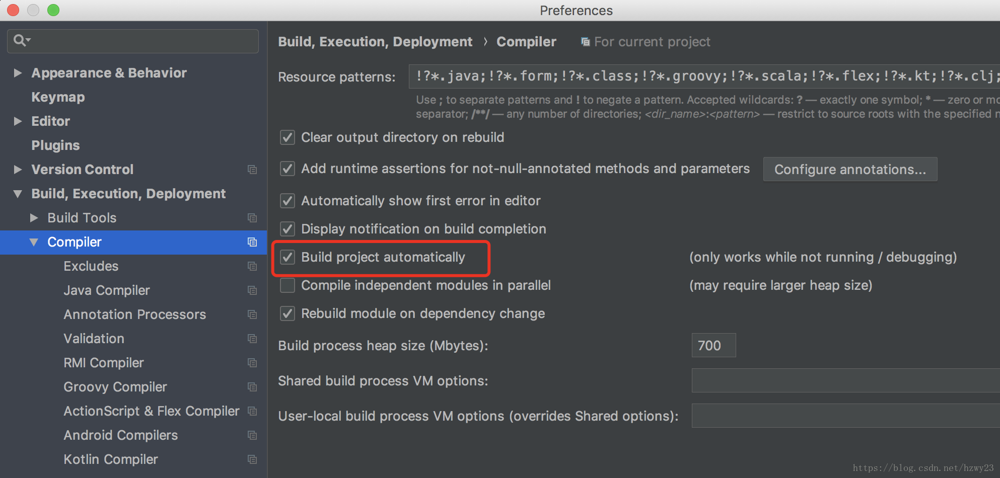 Preferences
Appearance & Behavior
Keymap
Editor
Plugins
Version Control
Build, Execution, Deployment
Build Tools
Compiler
Excludes
Java Compiler
Annotation Processors
Validation
RMI Compiler
Groovy Compiler
ActionScript & Flex Compiler
Android Compilers
Kotlin Compiler
Build, Execution, Deployment › Compiler For current project
Resource patterns: !?*.java;!?*.form;!?*.class;!?*.groovy;!?*.scala;!?*.flex;!?*.kt;!?*.clj;
Use ; to separate patterns and ! to negate a pattern. Accepted wildcards: ? — exactly one symbol; * — zero or mo
separator; /**/ — any number of directories; <dir_name>:<pattern> — restrict to source roots with the specified n
Clear output directory on rebuild
Add runtime assertions for not-null-annotated methods and parameters Configure annotations...
Automatically show first error in editor
Display notification on build completion
Build project automatically (only works while not running / debugging)
Compile independent modules in parallel (may require larger heap size)
Rebuild module on dependency change
Build process heap size (Mbytes): 700
Shared build process VM options:
User-local build process VM options (overrides Shared options):
https://blog.csdn.net/hzwy23